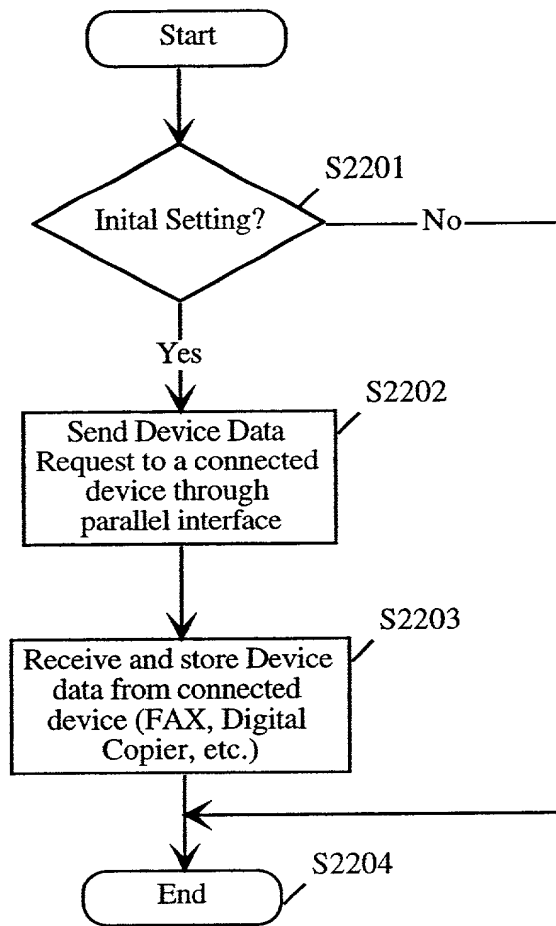 Start
S2201
Inital Setting?
No
Yes
S2202
Send Device Data
Request to a connected
device through
parallel interface
S2203
Receive and store Device
data from connected
device (FAX, Digital
Copier, etc.)
S2204
End